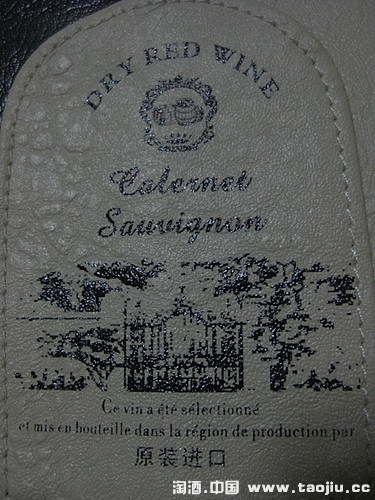 DRY RED WINE
Cabernet
Sauvignon
Ce vin a été sélectionné
et mis en bouteille dans la région de production par
原装进口
淘酒.中国 www.taojiu.cc